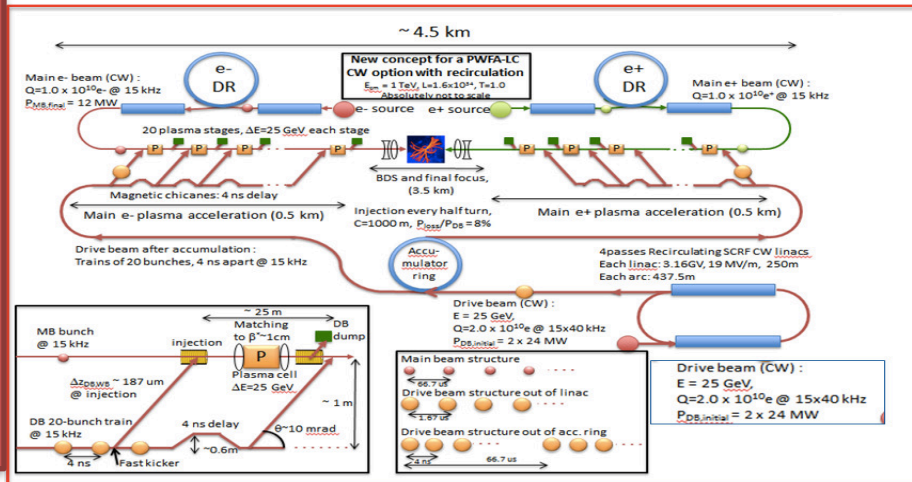 ~ 4.5 km
New concept for a PWFA-LC
CW option with recirculation
E_cm = 1 TeV, L=1.6x10³⁴, T=1.0
Absolutely not to scale
e-
DR
e+
DR
Main e- beam (CW) :
Q=1.0 x 10¹⁰e- @ 15 kHz
P_MB,final = 12 MW
Main e+ beam (CW) :
Q=1.0 x 10¹⁰e⁺ @ 15 kHz
e- source
e+ source
20 plasma stages, ΔE=25 GeV each stage
P
P
P
P
P
P
P
P
BDS and final focus,
(3.5 km)
Magnetic chicanes: 4 ns delay
Main e- plasma acceleration (0.5 km)
Injection every half turn,
C=1000 m, P_loss/P_DB = 8%
Main e+ plasma acceleration (0.5 km)
Drive beam after accumulation :
Trains of 20 bunches, 4 ns apart @ 15 kHz
Accu-
mulator
ring
4passes Recirculating SCRF CW linacs
Each linac: 3.16GV, 19 MV/m, 250m
Each arc: 437.5m
Drive beam (CW) :
E = 25 GeV,
Q=2.0 x 10¹⁰e @ 15x40 kHz
P_DB,initial = 2 x 24 MW
~ 25 m
MB bunch
@ 15 kHz
injection
Matching
to β*~1cm
DB
dump
P
Plasma cell
ΔE=25 GeV
Δz_DB,WB ~ 187 um
@ injection
~ 1 m
DB 20-bunch train
@ 15 kHz
4 ns delay
θ~10 mrad
~0.6m
4 ns
Fast kicker
Main beam structure
66.7 us
Drive beam structure out of linac
1.67 us
Drive beam structure out of acc. ring
4 ns
66.7 us
Drive beam (CW) :
E = 25 GeV,
Q=2.0 x 10¹⁰e @ 15x40 kHz
P_DB,initial = 2 x 24 MW